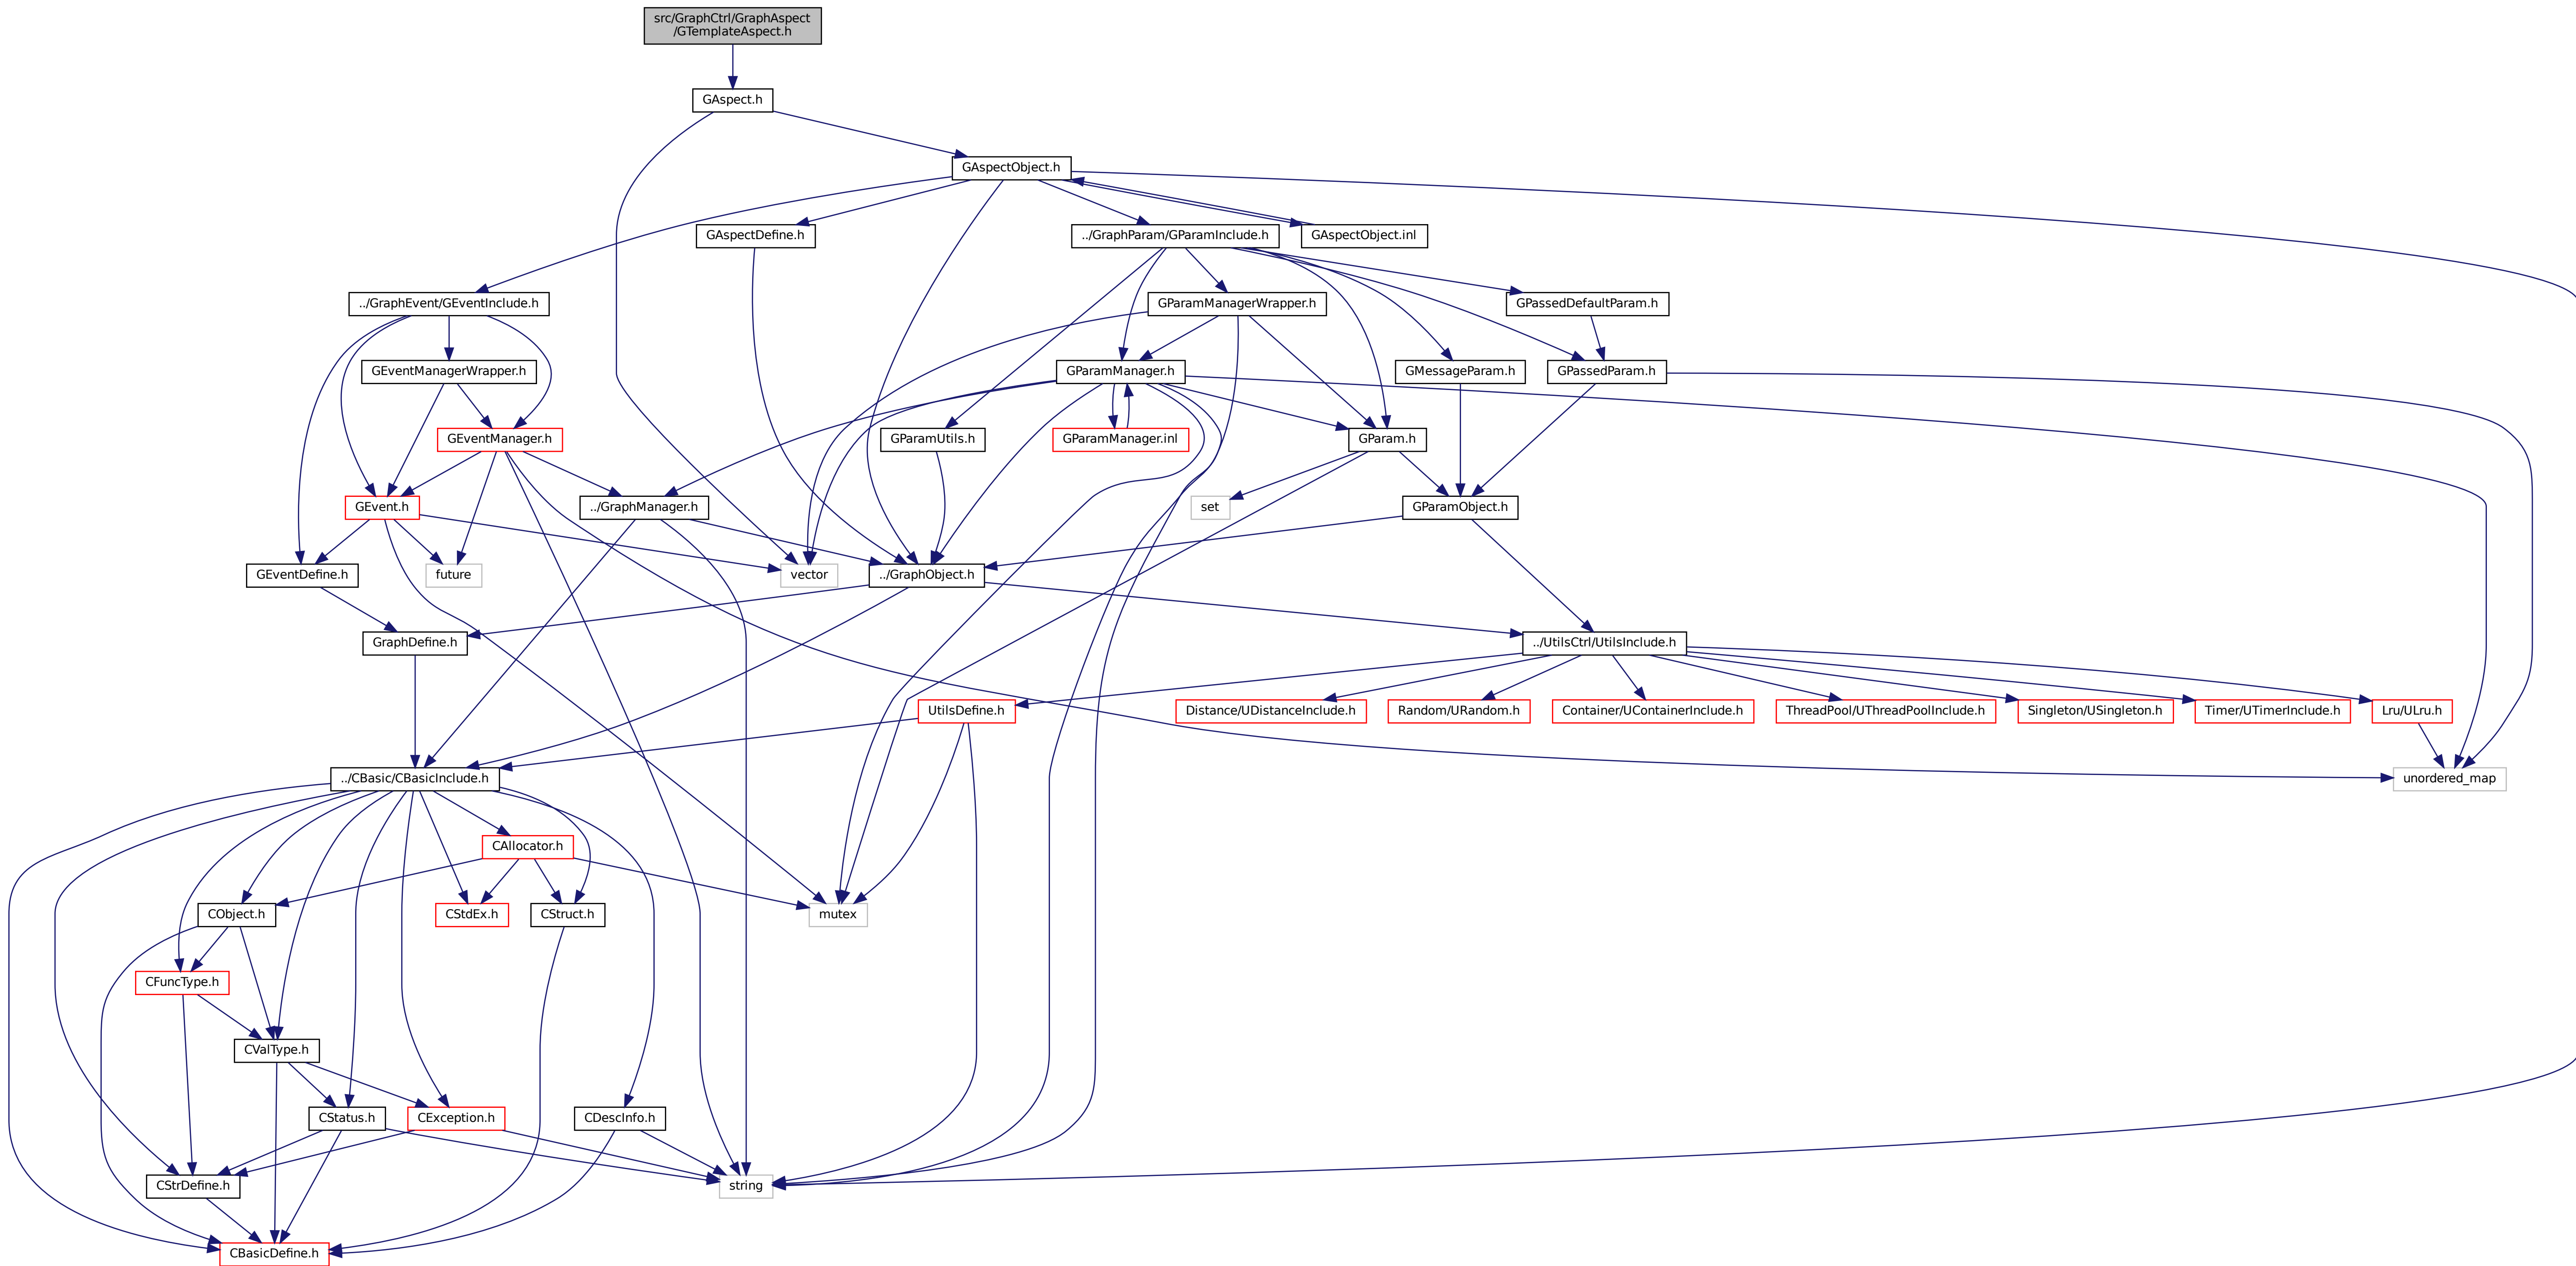 src/GraphCtrl/GraphAspect
/GTemplateAspect.h
GAspect.h
GAspectObject.h
GAspectDefine.h
../GraphParam/GParamInclude.h
GAspectObject.inl
../GraphEvent/GEventInclude.h
GParamManagerWrapper.h
GPassedDefaultParam.h
GEventManagerWrapper.h
GParamManager.h
GMessageParam.h
GPassedParam.h
GEventManager.h
GParamUtils.h
GParamManager.inl
GParam.h
GEvent.h
../GraphManager.h
set
GParamObject.h
GEventDefine.h
future
vector
../GraphObject.h
GraphDefine.h
../UtilsCtrl/UtilsInclude.h
UtilsDefine.h
Distance/UDistanceInclude.h
Random/URandom.h
Container/UContainerInclude.h
ThreadPool/UThreadPoolInclude.h
Singleton/USingleton.h
Timer/UTimerInclude.h
Lru/ULru.h
../CBasic/CBasicInclude.h
unordered_map
CAllocator.h
CObject.h
CStdEx.h
CStruct.h
mutex
CFuncType.h
CValType.h
CStatus.h
CException.h
CDescInfo.h
CStrDefine.h
string
CBasicDefine.h